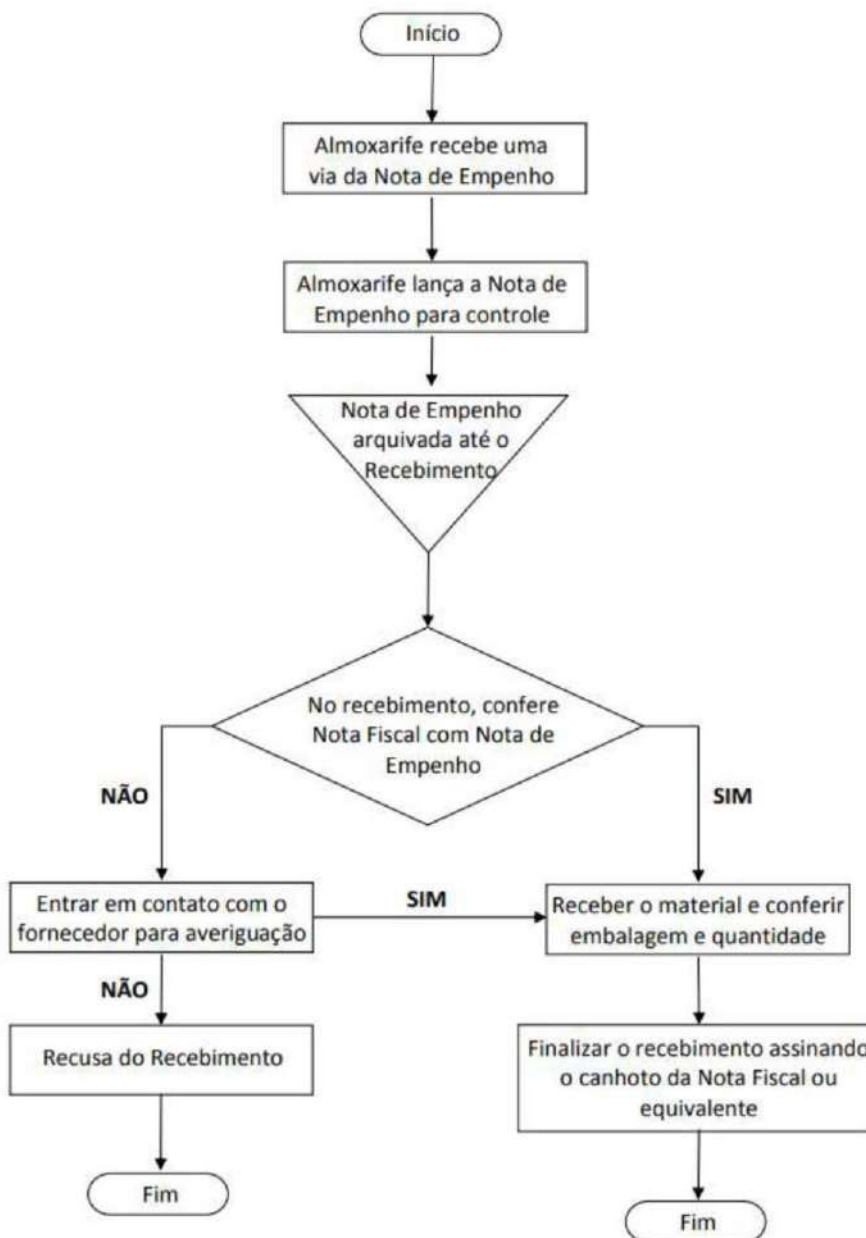 Início
Almoxarife recebe uma
via da Nota de Empenho
Almoxarife lança a Nota de
Empenho para controle
Nota de Empenho
arquivada até o
Recebimento
No recebimento, confere
Nota Fiscal com Nota de
Empenho
NÃO
SIM
Entrar em contato com o
fornecedor para averiguação
SIM
Receber o material e conferir
embalagem e quantidade
NÃO
Recusa do Recebimento
Finalizar o recebimento assinando
o canhoto da Nota Fiscal ou
equivalente
Fim
Fim